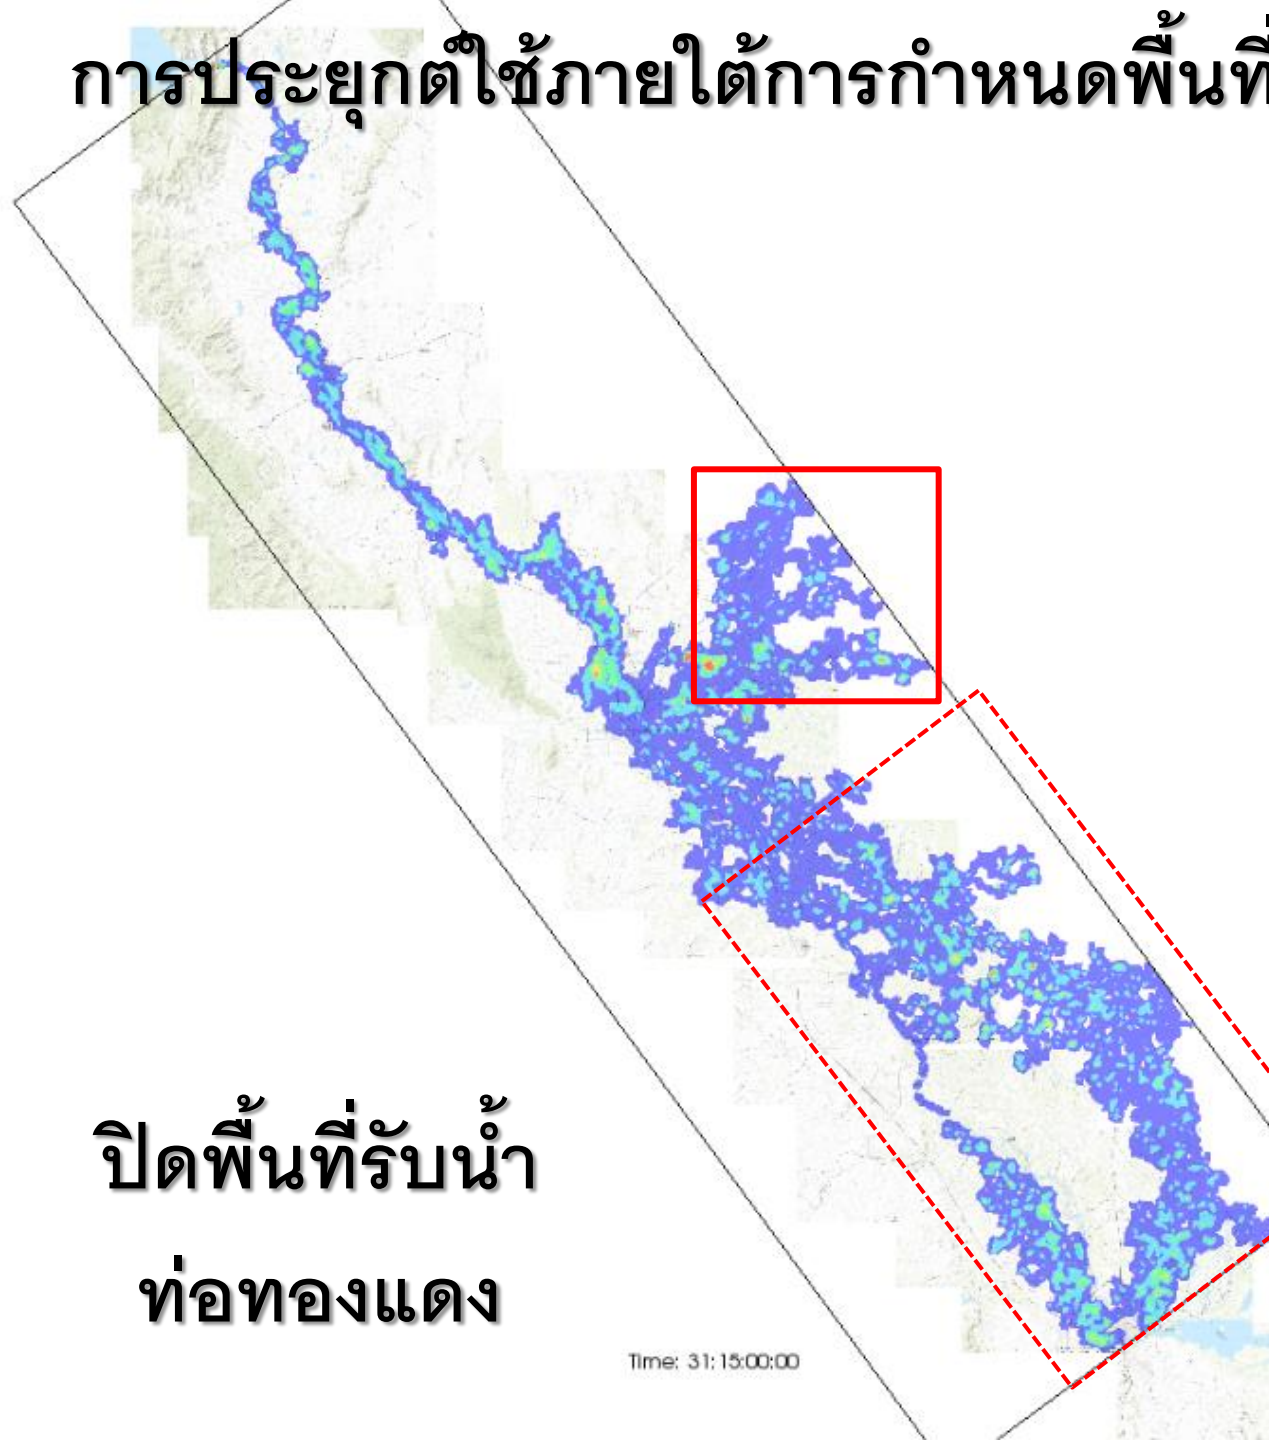 การประยุกต์ใช้ภายใต้การกำหนดพื้นที่
ปิดพื้นที่รับน้ำ
ท่อทองแดง
Time: 31:15:00:00